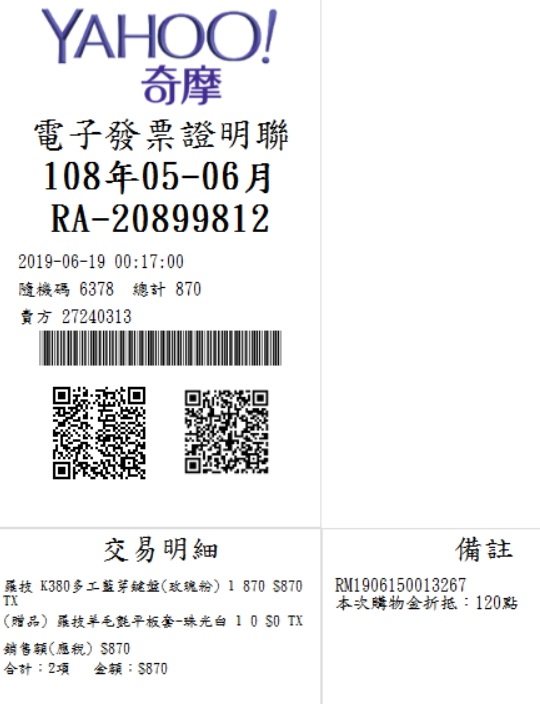 YAHOO!
奇摩
電子發票證明聯
108年05-06月
RA-20899812
2019-06-19 00:17:00
隨機碼 6378 總計 870
賣方 27240313
交易明細
羅技 K380多工藍芽鍵盤(玫瑰粉) 1 870 $870
TX
(贈品) 羅技羊毛氈平板套-珠光白 1 0 $0 TX
銷售額(應稅) $870
合計：2項 金額：$870
備註
RM1906150013267
本次購物金折抵：120點